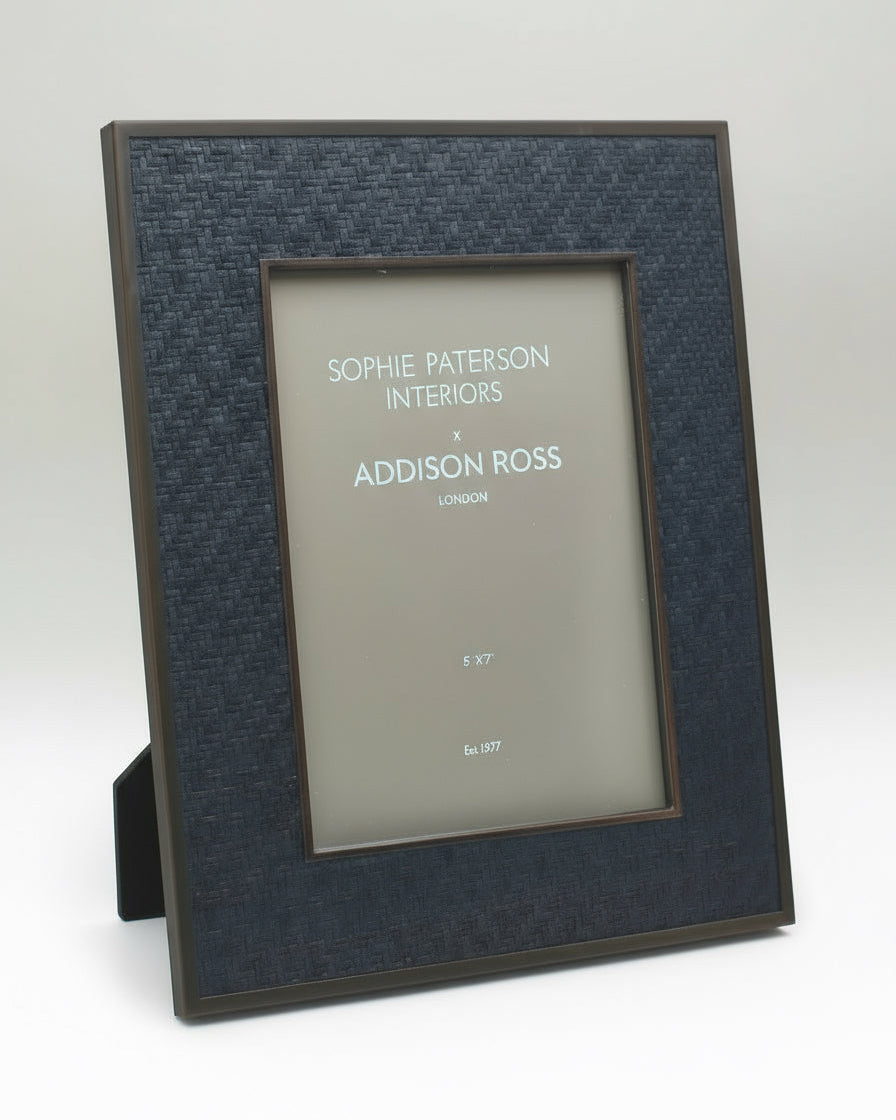 SOPHIE PATERSON
INTERIORS
x
ADDISON ROSS
LONDON
5"X7"
Est 1977